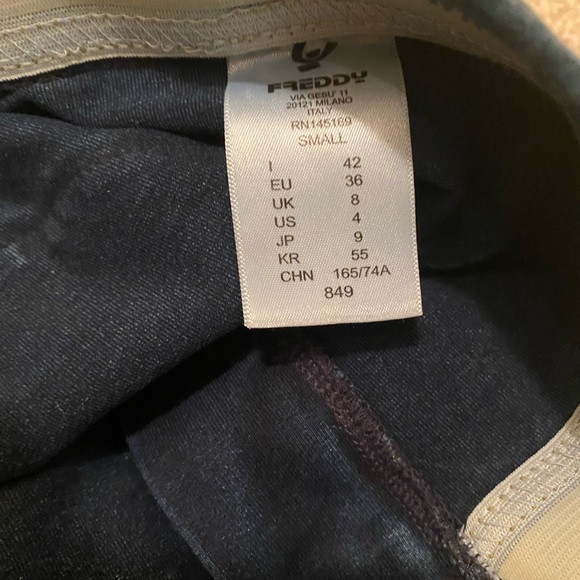 FREDDY
VIA GESU' 11
20121 MILANO
ITALY
RN145169
SMALL
I 42
EU 36
UK 8
US 4
JP 9
KR 55
CHN 165/74A
849